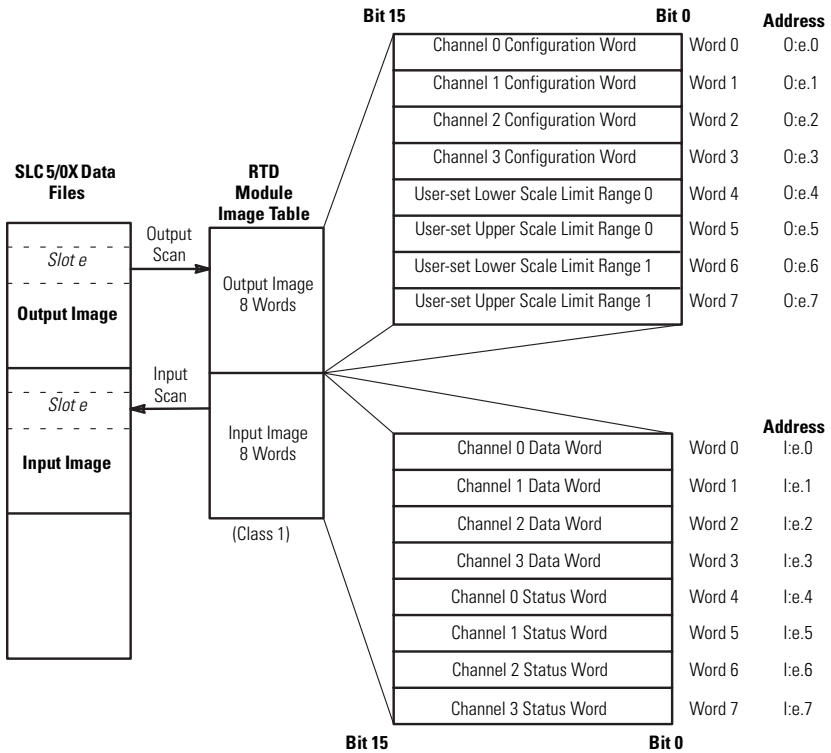 Bit 15 Bit 0 Address
Channel 0 Configuration Word Word 0 O:e.0
Channel 1 Configuration Word Word 1 O:e.1
Channel 2 Configuration Word Word 2 O:e.2
Channel 3 Configuration Word Word 3 O:e.3
User-set Lower Scale Limit Range 0 Word 4 O:e.4
User-set Upper Scale Limit Range 0 Word 5 O:e.5
User-set Lower Scale Limit Range 1 Word 6 O:e.6
User-set Upper Scale Limit Range 1 Word 7 O:e.7
SLC 5/0X Data
Files
Slot e
Output Image
Slot e
Input Image
Output
Scan
Input
Scan
RTD
Module
Image Table
Output Image
8 Words
Input Image
8 Words
(Class 1)
Address
Channel 0 Data Word Word 0 I:e.0
Channel 1 Data Word Word 1 I:e.1
Channel 2 Data Word Word 2 I:e.2
Channel 3 Data Word Word 3 I:e.3
Channel 0 Status Word Word 4 I:e.4
Channel 1 Status Word Word 5 I:e.5
Channel 2 Status Word Word 6 I:e.6
Channel 3 Status Word Word 7 I:e.7
Bit 15 Bit 0